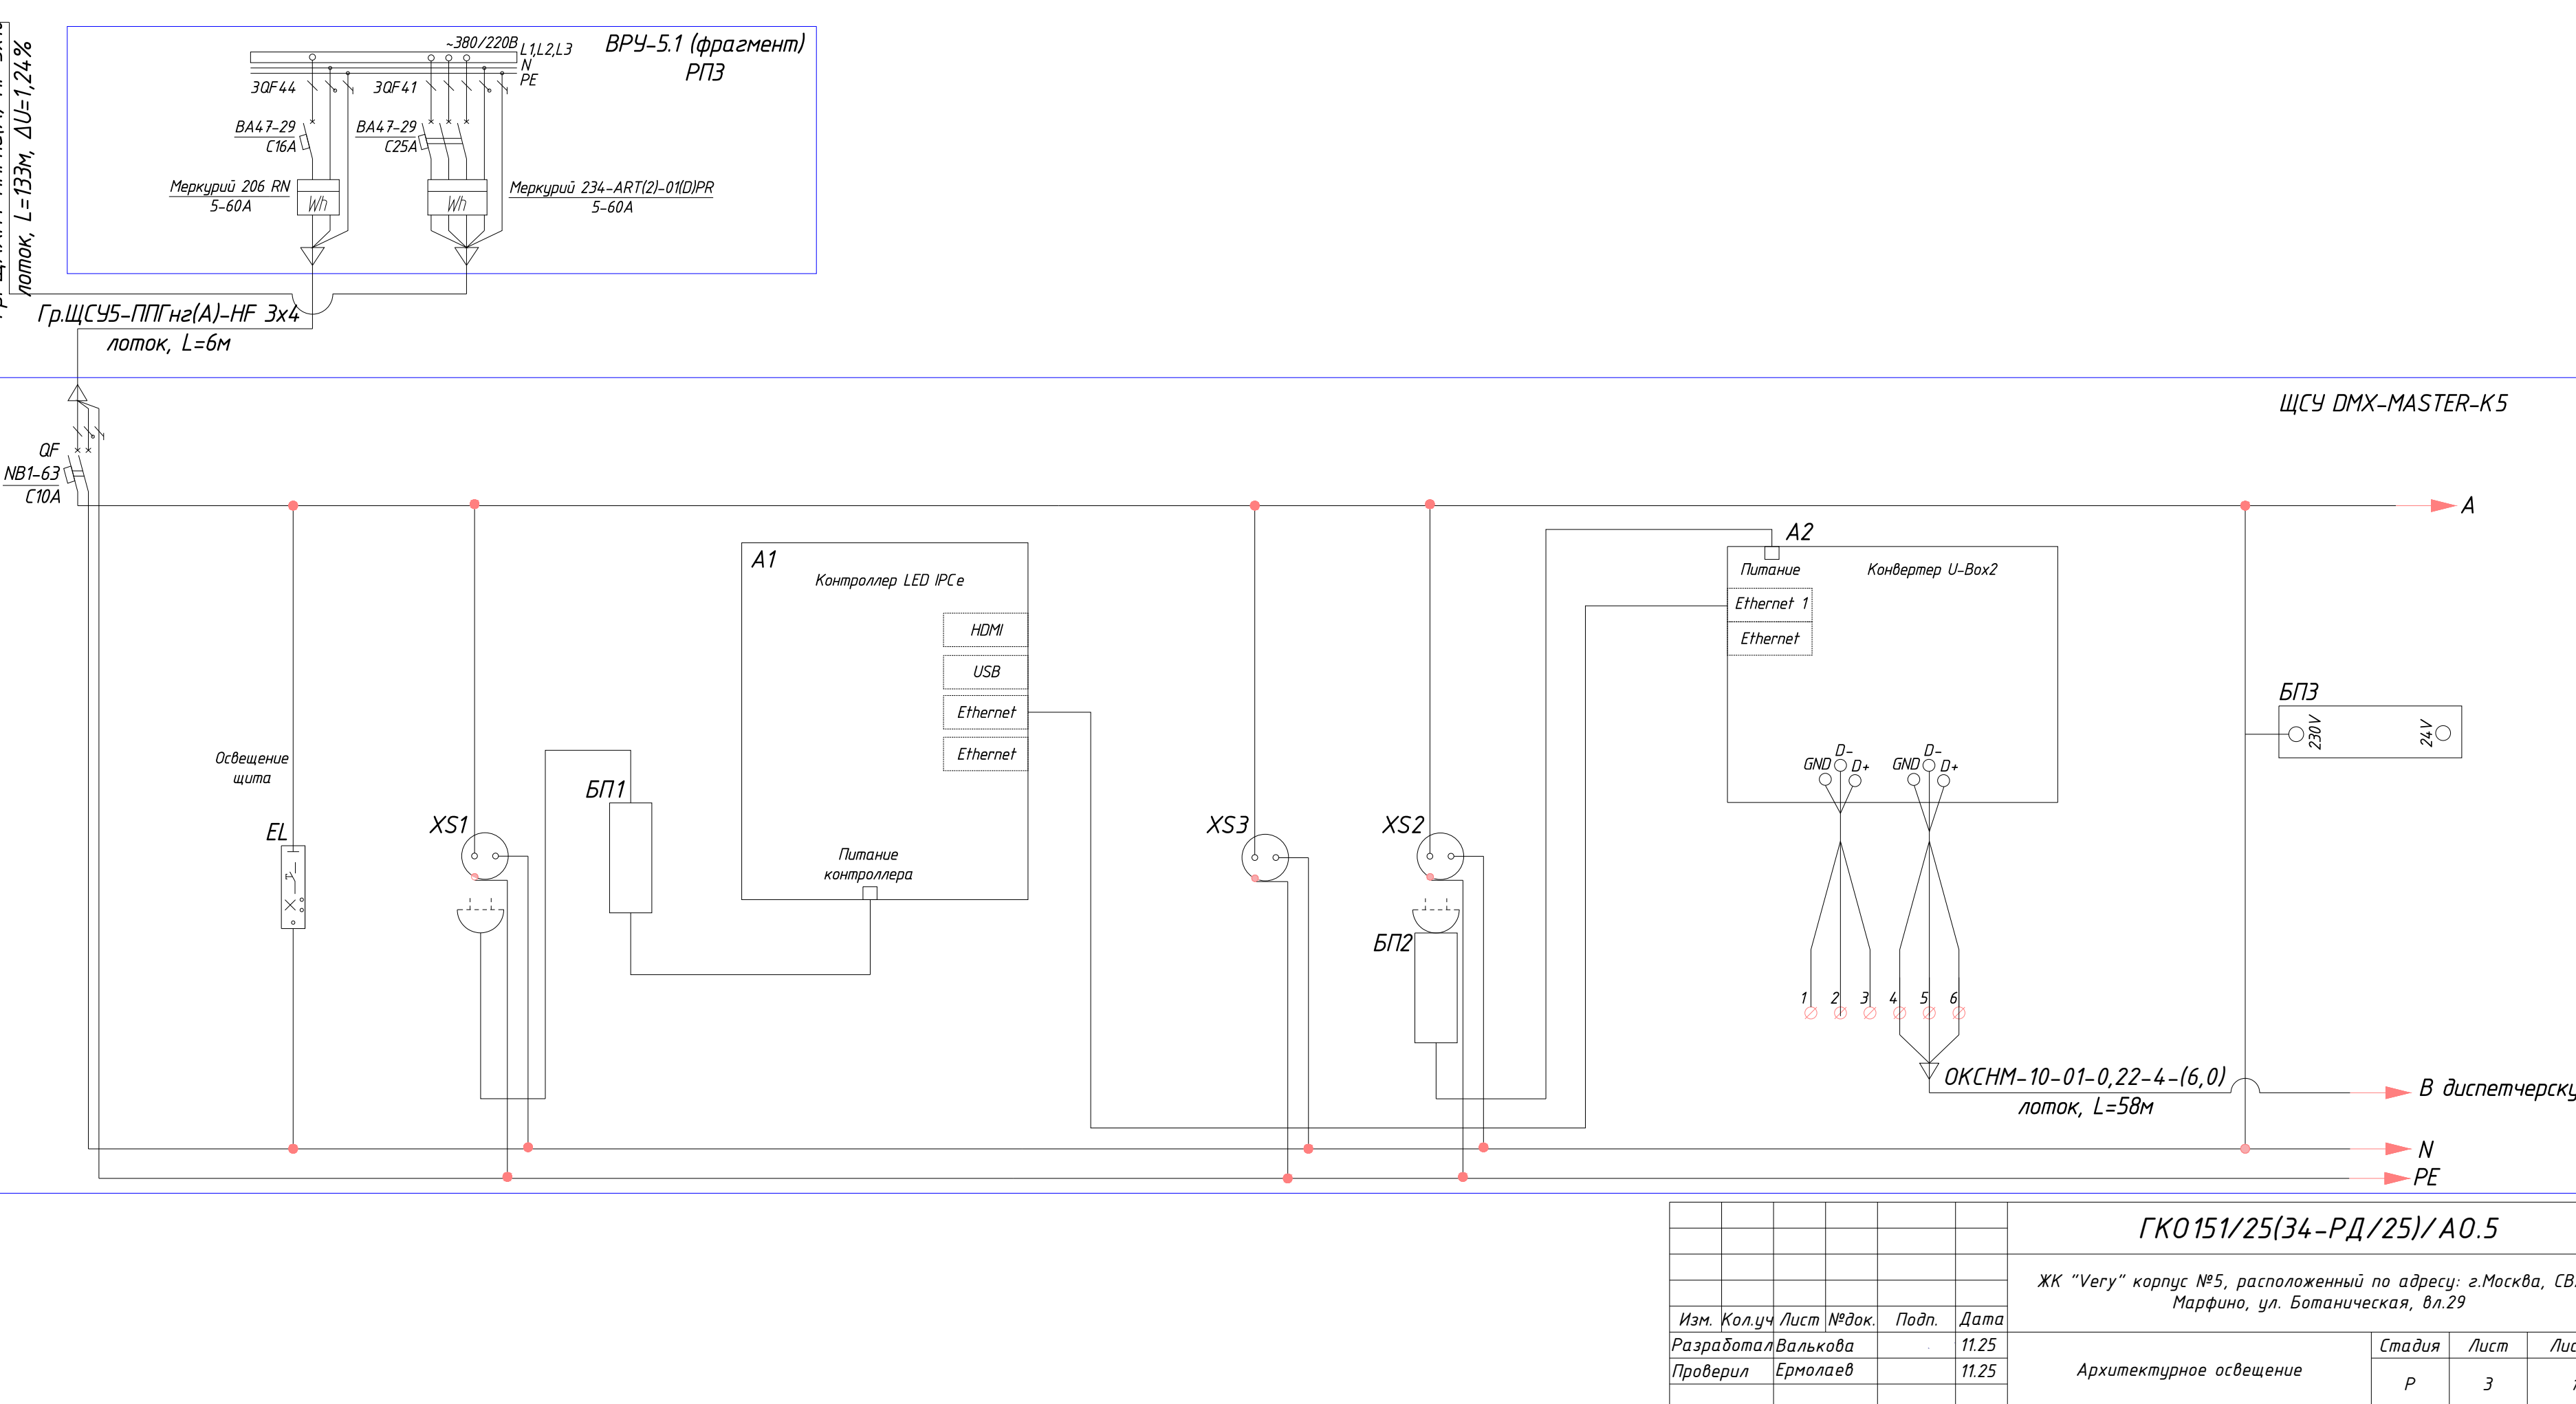 лоток, L=133м, ΔU=1,24%
ВРУ-5.1 (фрагмент)
РП3
~380/220В
L1,L2,L3
N
PE
3QF44
3QF41
ВА47-29
С16А
ВА47-29
С25А
Меркурий 206 RN
5-60А
Wh
Wh
Меркурий 234-ART(2)-01(D)PR
5-60А
Гр.ЩСУ5-ППГнг(А)-HF 3х4
лоток, L=6м
ЩСУ DMX-MASTER-K5
QF
NB1-63
С10А
А
А1
Контроллер LED IPCe
HDMI
USB
Ethernet
Ethernet
Питание
контроллера
А2
Питание
Конвертер U-Box2
Ethernet 1
Ethernet
GND
D-
D+
GND
D-
D+
БП3
230V
24V
Освещение
щита
EL
XS1
БП1
XS3
XS2
БП2
1
2
3
4
5
6
ОКСНМ-10-01-0,22-4-(6,0)
лоток, L=58м
В диспетчерску
N
PE
ГКО151/25(34-РД/25)/АО.5
ЖК "Very" корпус №5, расположенный по адресу: г.Москва, СВ
Марфино, ул. Ботаническая, вл.29
Изм. Кол.уч Лист №док. Подп. Дата
Разработал Валькова 11.25
Проверил Ермолаев 11.25
Архитектурное освещение
Стадия Лист Лис
Р 3